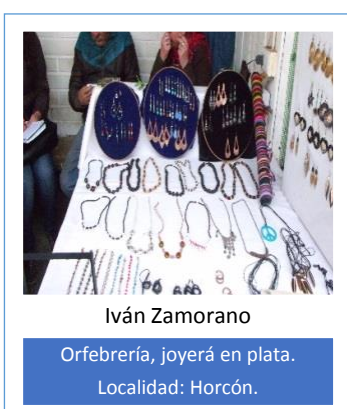 Iván Zamorano
Orfebrería, joyerá en plata.
Localidad: Horcón.